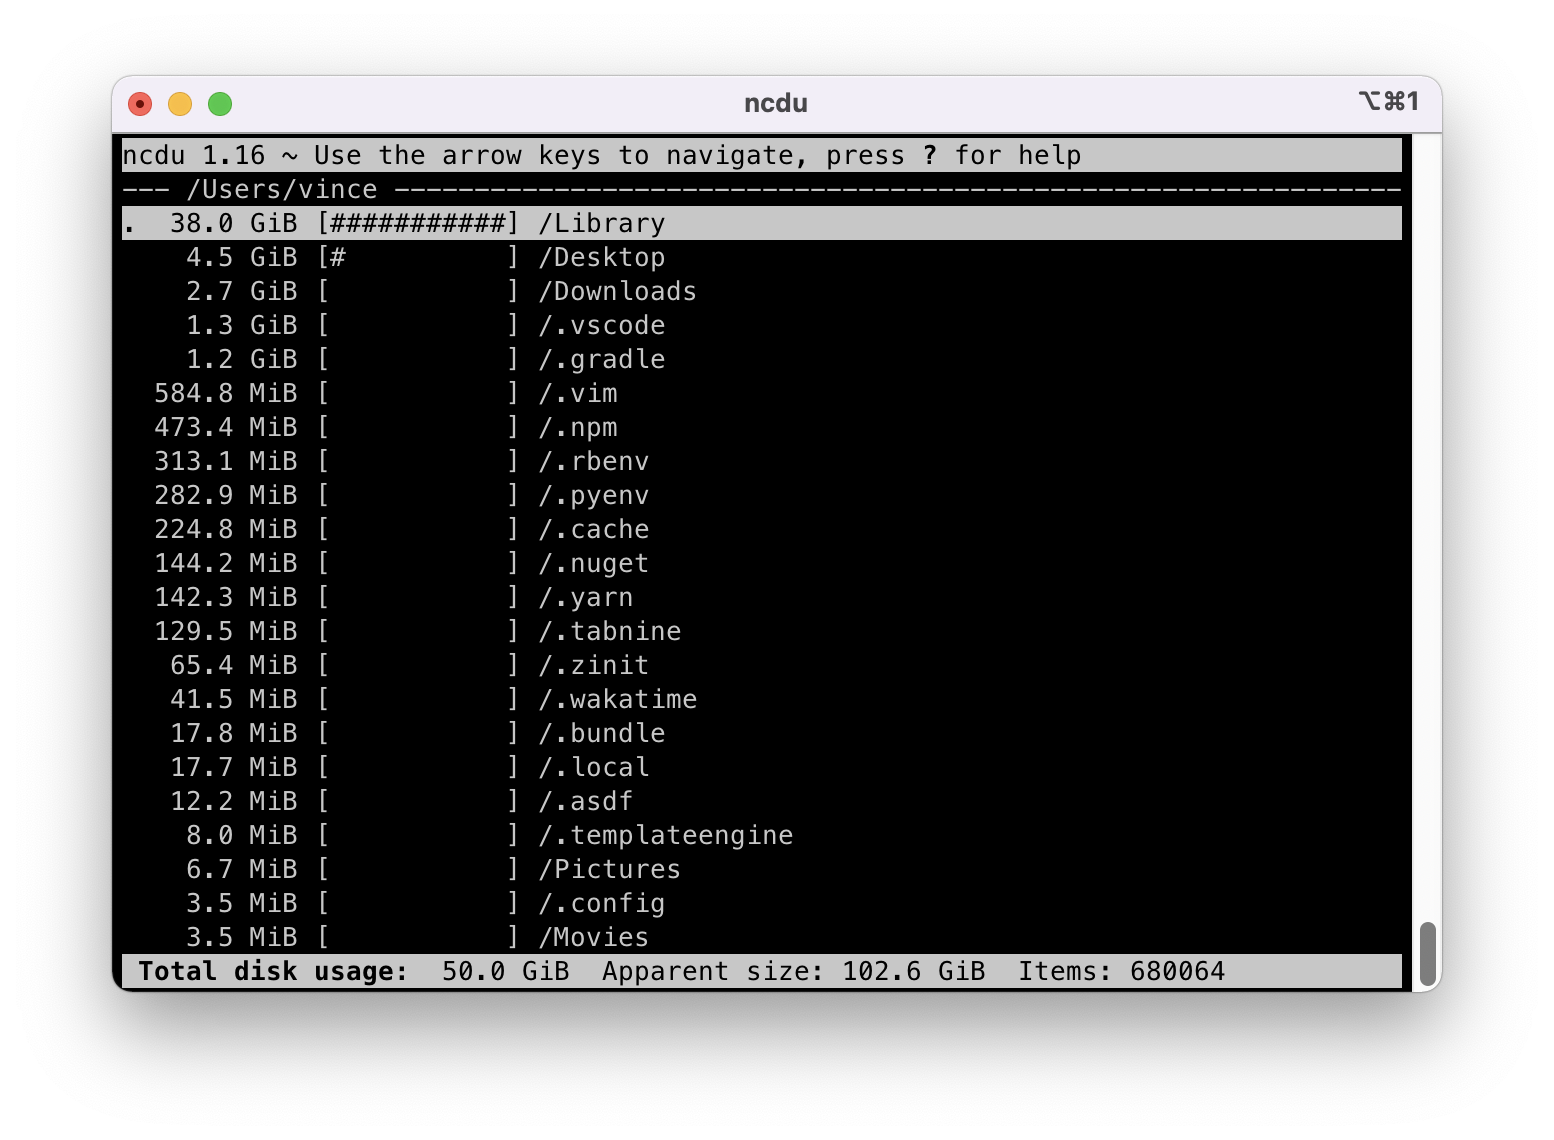 ncdu
⌥⌘1
ncdu 1.16 ~ Use the arrow keys to navigate, press ? for help
--- /Users/vince ---------------------------------------------------------------
.  38.0 GiB [###########] /Library
    4.5 GiB [#          ] /Desktop
    2.7 GiB [           ] /Downloads
    1.3 GiB [           ] /.vscode
    1.2 GiB [           ] /.gradle
  584.8 MiB [           ] /.vim
  473.4 MiB [           ] /.npm
  313.1 MiB [           ] /.rbenv
  282.9 MiB [           ] /.pyenv
  224.8 MiB [           ] /.cache
  144.2 MiB [           ] /.nuget
  142.3 MiB [           ] /.yarn
  129.5 MiB [           ] /.tabnine
   65.4 MiB [           ] /.zinit
   41.5 MiB [           ] /.wakatime
   17.8 MiB [           ] /.bundle
   17.7 MiB [           ] /.local
   12.2 MiB [           ] /.asdf
    8.0 MiB [           ] /.templateengine
    6.7 MiB [           ] /Pictures
    3.5 MiB [           ] /.config
    3.5 MiB [           ] /Movies
 Total disk usage:  50.0 GiB  Apparent size: 102.6 GiB  Items: 680064